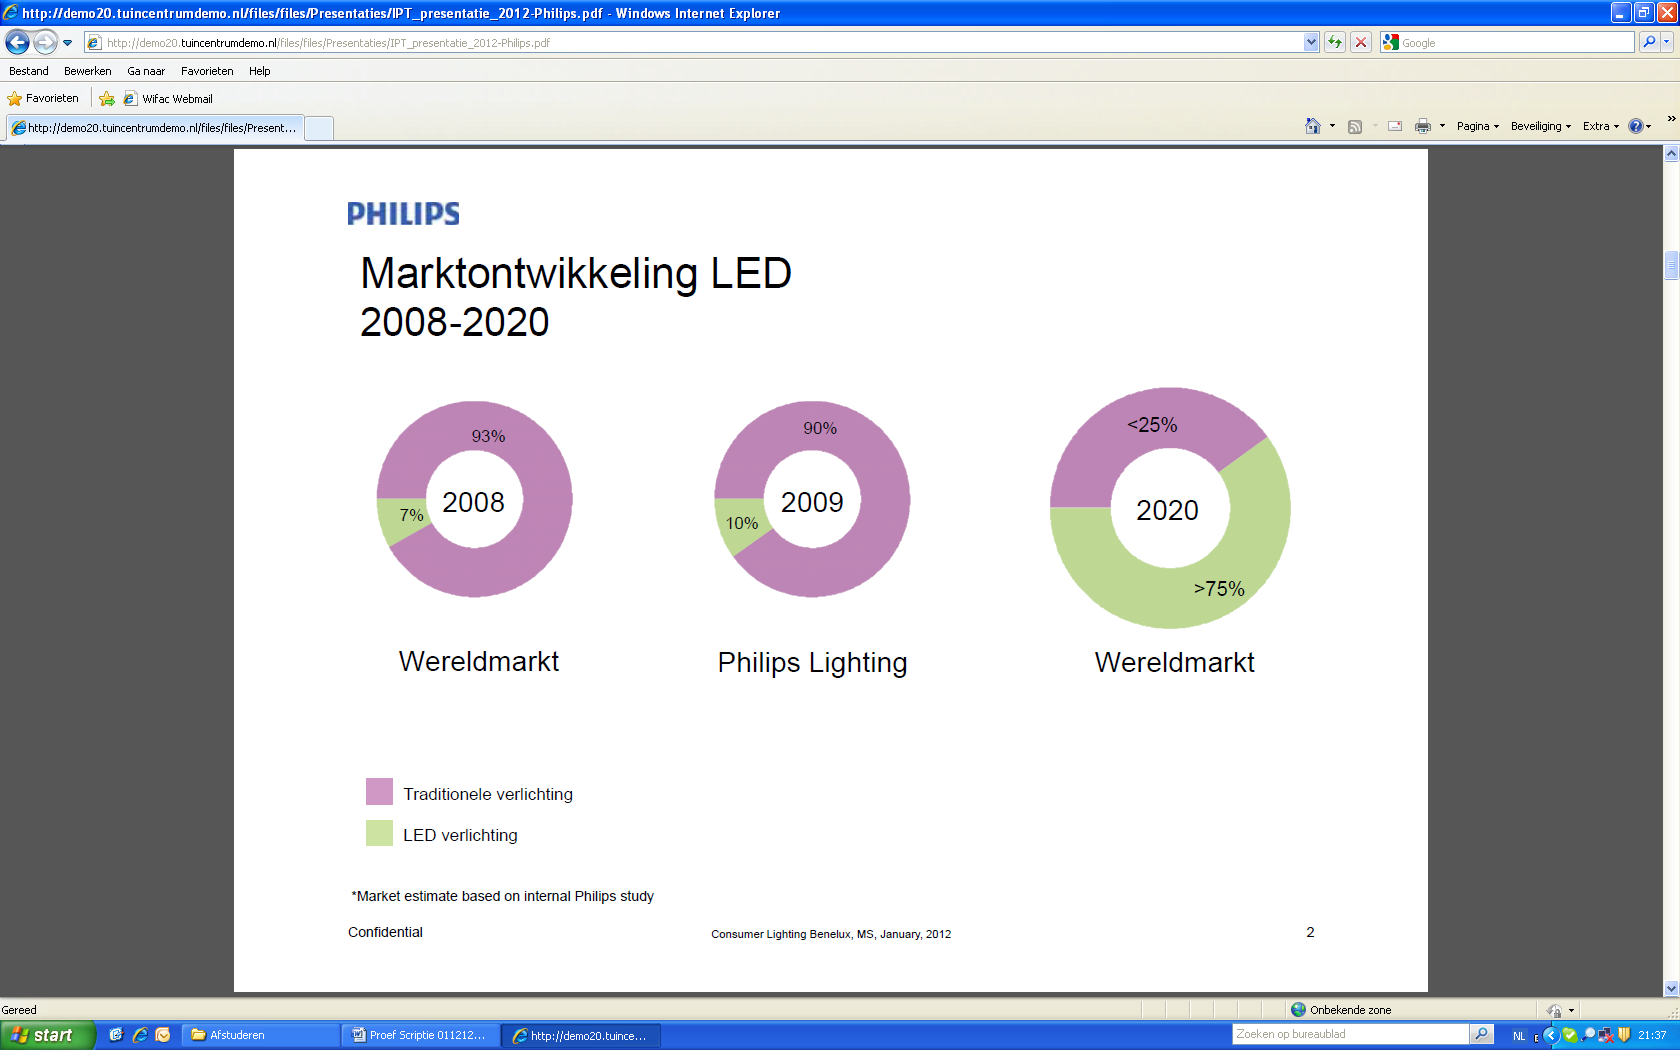 http://demo20.tuincentrumdemo.nl/files/files/Presentaties/IPT_presentatie_2012-Philips.pdf - Windows Internet Explorer
http://demo20.tuincentrumdemo.nl/files/files/Presentaties/IPT_presentatie_2012-Philips.pdf
Google
Bestand Bewerken Ga naar Favorieten Help
Favorieten Wifac Webmail
http://demo20.tuincentrumdemo.nl/files/files/Present...
Pagina Beveiliging Extra
PHILIPS
Marktontwikkeling LED
2008-2020
93%
7%
2008
Wereldmarkt
90%
10%
2009
Philips Lighting
<25%
2020
>75%
Wereldmarkt
Traditionele verlichting
LED verlichting
*Market estimate based on internal Philips study
Confidential
Consumer Lighting Benelux, MS, January, 2012
2
Gereed
Onbekende zone
start
Afstuderen
Proef Scriptie 011212...
http://demo20.tuince...
Zoeken op bureaublad
NL
21:37